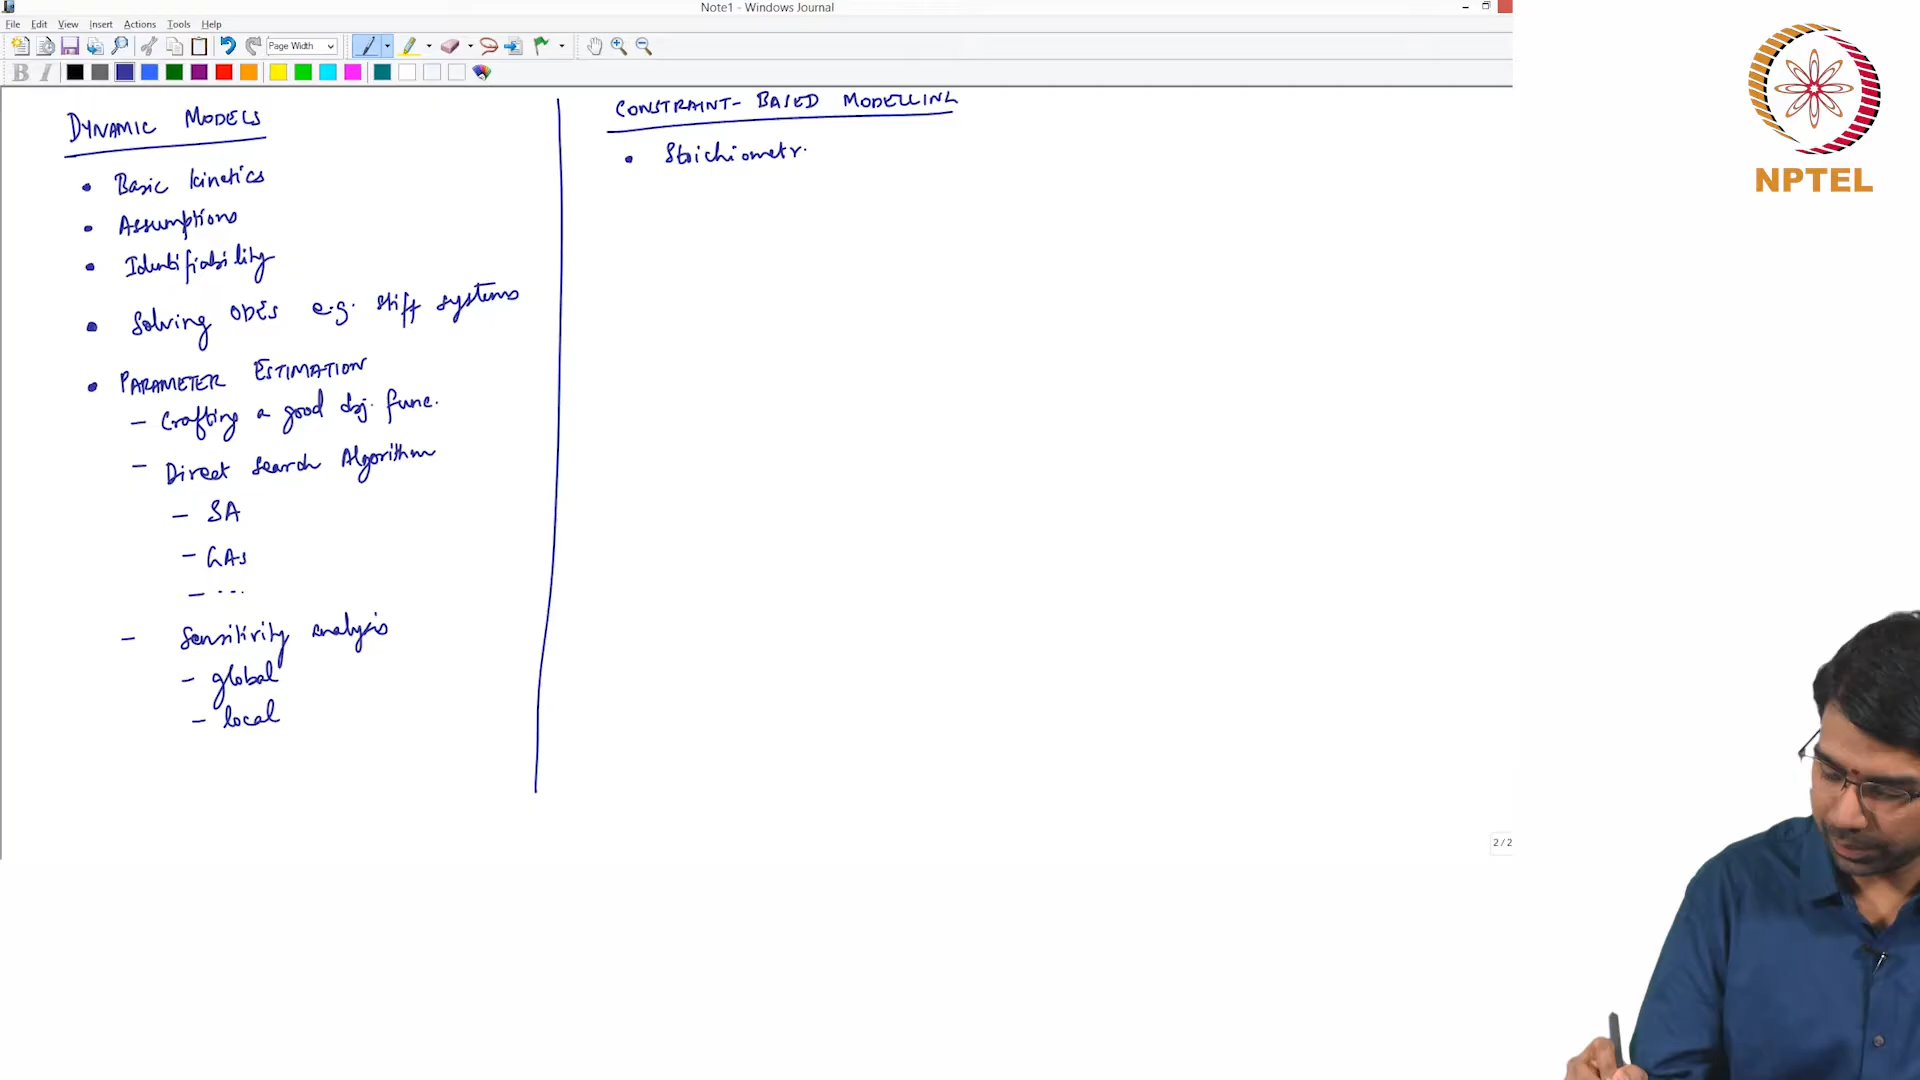 Note1 - Windows Journal
File Edit View Insert Actions Tools Help
Page Width
B I
DYNAMIC MODELS
• Basic kinetics
• Assumptions
• Identifiability
• Solving ODEs e.g. stiff systems
• PARAMETER ESTIMATION
- Crafting a good obj. func.
- Direct Search Algorithm
- SA
- GAs
- ...
- Sensitivity analysis
- global
- local
CONSTRAINT-BASED MODELLING
• Stoichiometr.
2 / 2
NPTEL